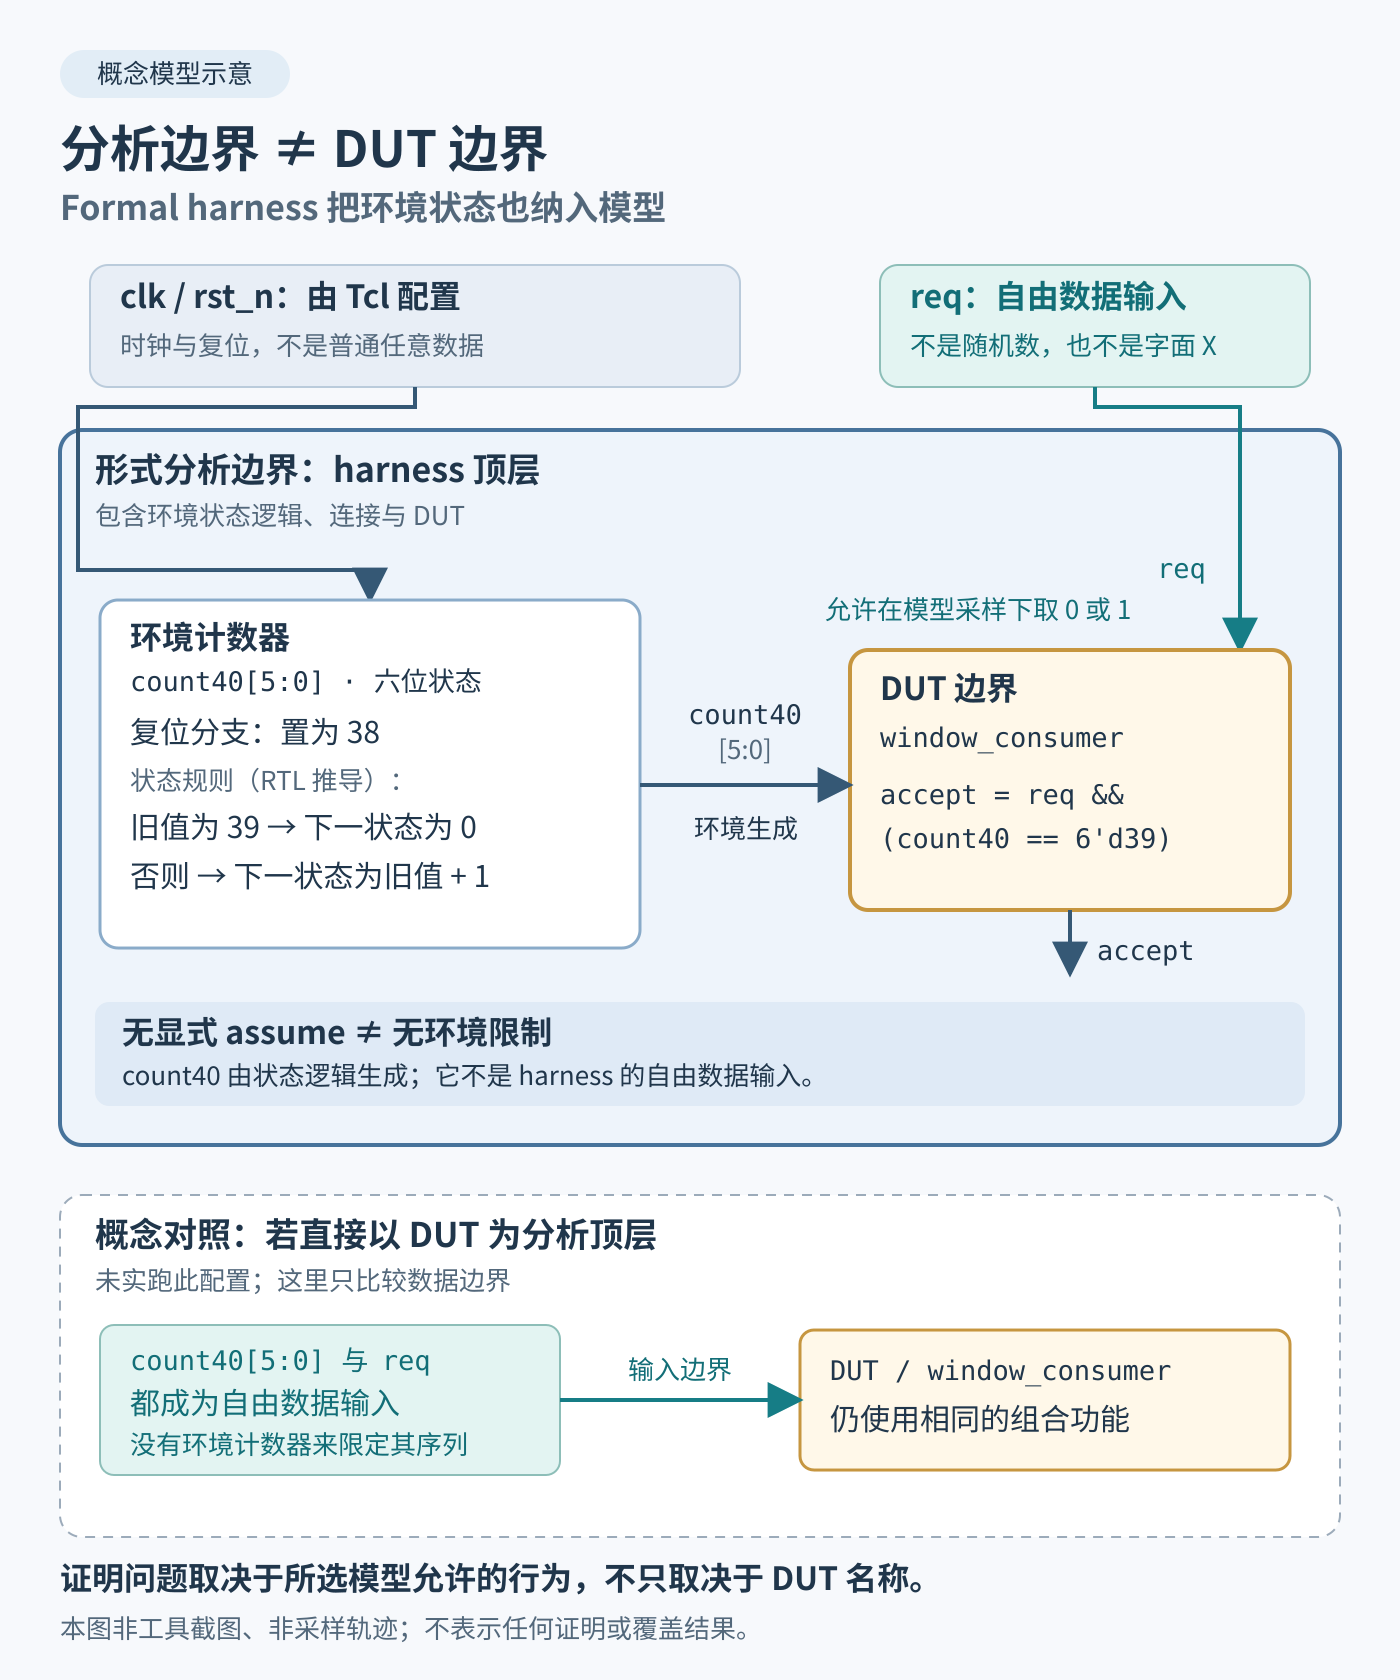 概念模型示意
分析边界 ≠ DUT 边界
Formal harness 把环境状态也纳入模型
clk / rst_n：由 Tcl 配置
时钟与复位，不是普通任意数据
req：自由数据输入
不是随机数，也不是字面 X
形式分析边界：harness 顶层
包含环境状态逻辑、连接与 DUT
req
允许在模型采样下取 0 或 1
环境计数器
count40[5:0] · 六位状态
复位分支：置为 38
状态规则（RTL 推导）：
旧值为 39 → 下一状态为 0
否则 → 下一状态为旧值 + 1
count40
[5:0]
环境生成
DUT 边界
window_consumer
accept = req &&
(count40 == 6'd39)
accept
无显式 assume ≠ 无环境限制
count40 由状态逻辑生成；它不是 harness 的自由数据输入。
概念对照：若直接以 DUT 为分析顶层
未实跑此配置；这里只比较数据边界
count40[5:0] 与 req
都成为自由数据输入
没有环境计数器来限定其序列
输入边界
DUT / window_consumer
仍使用相同的组合功能
证明问题取决于所选模型允许的行为，不只取决于 DUT 名称。
本图非工具截图、非采样轨迹；不表示任何证明或覆盖结果。